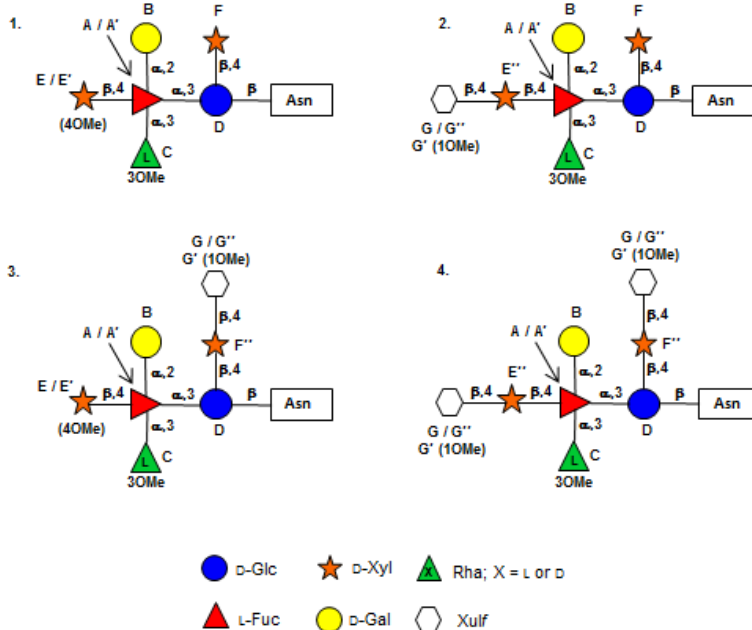 1.
A / A'
B
F
α,2
β,4
E / E'
β,4
α,3
β
Asn
(4OMe)
α,3
D
L
C
3OMe
2.
A / A'
B
F
E''
α,2
β,4
β,4
β,4
α,3
β
Asn
G / G''
G' (1OMe)
α,3
D
L
C
3OMe
3.
G / G''
G' (1OMe)
β,4
B
A / A'
F''
α,2
β,4
E / E'
β,4
α,3
β
Asn
(4OMe)
α,3
D
L
C
3OMe
4.
G / G''
G' (1OMe)
β,4
B
A / A'
F''
E''
α,2
β,4
β,4
β,4
α,3
β
Asn
G / G''
G' (1OMe)
α,3
D
L
C
3OMe
D-Glc
D-Xyl
X
Rha; X = L or D
L-Fuc
D-Gal
Xulf